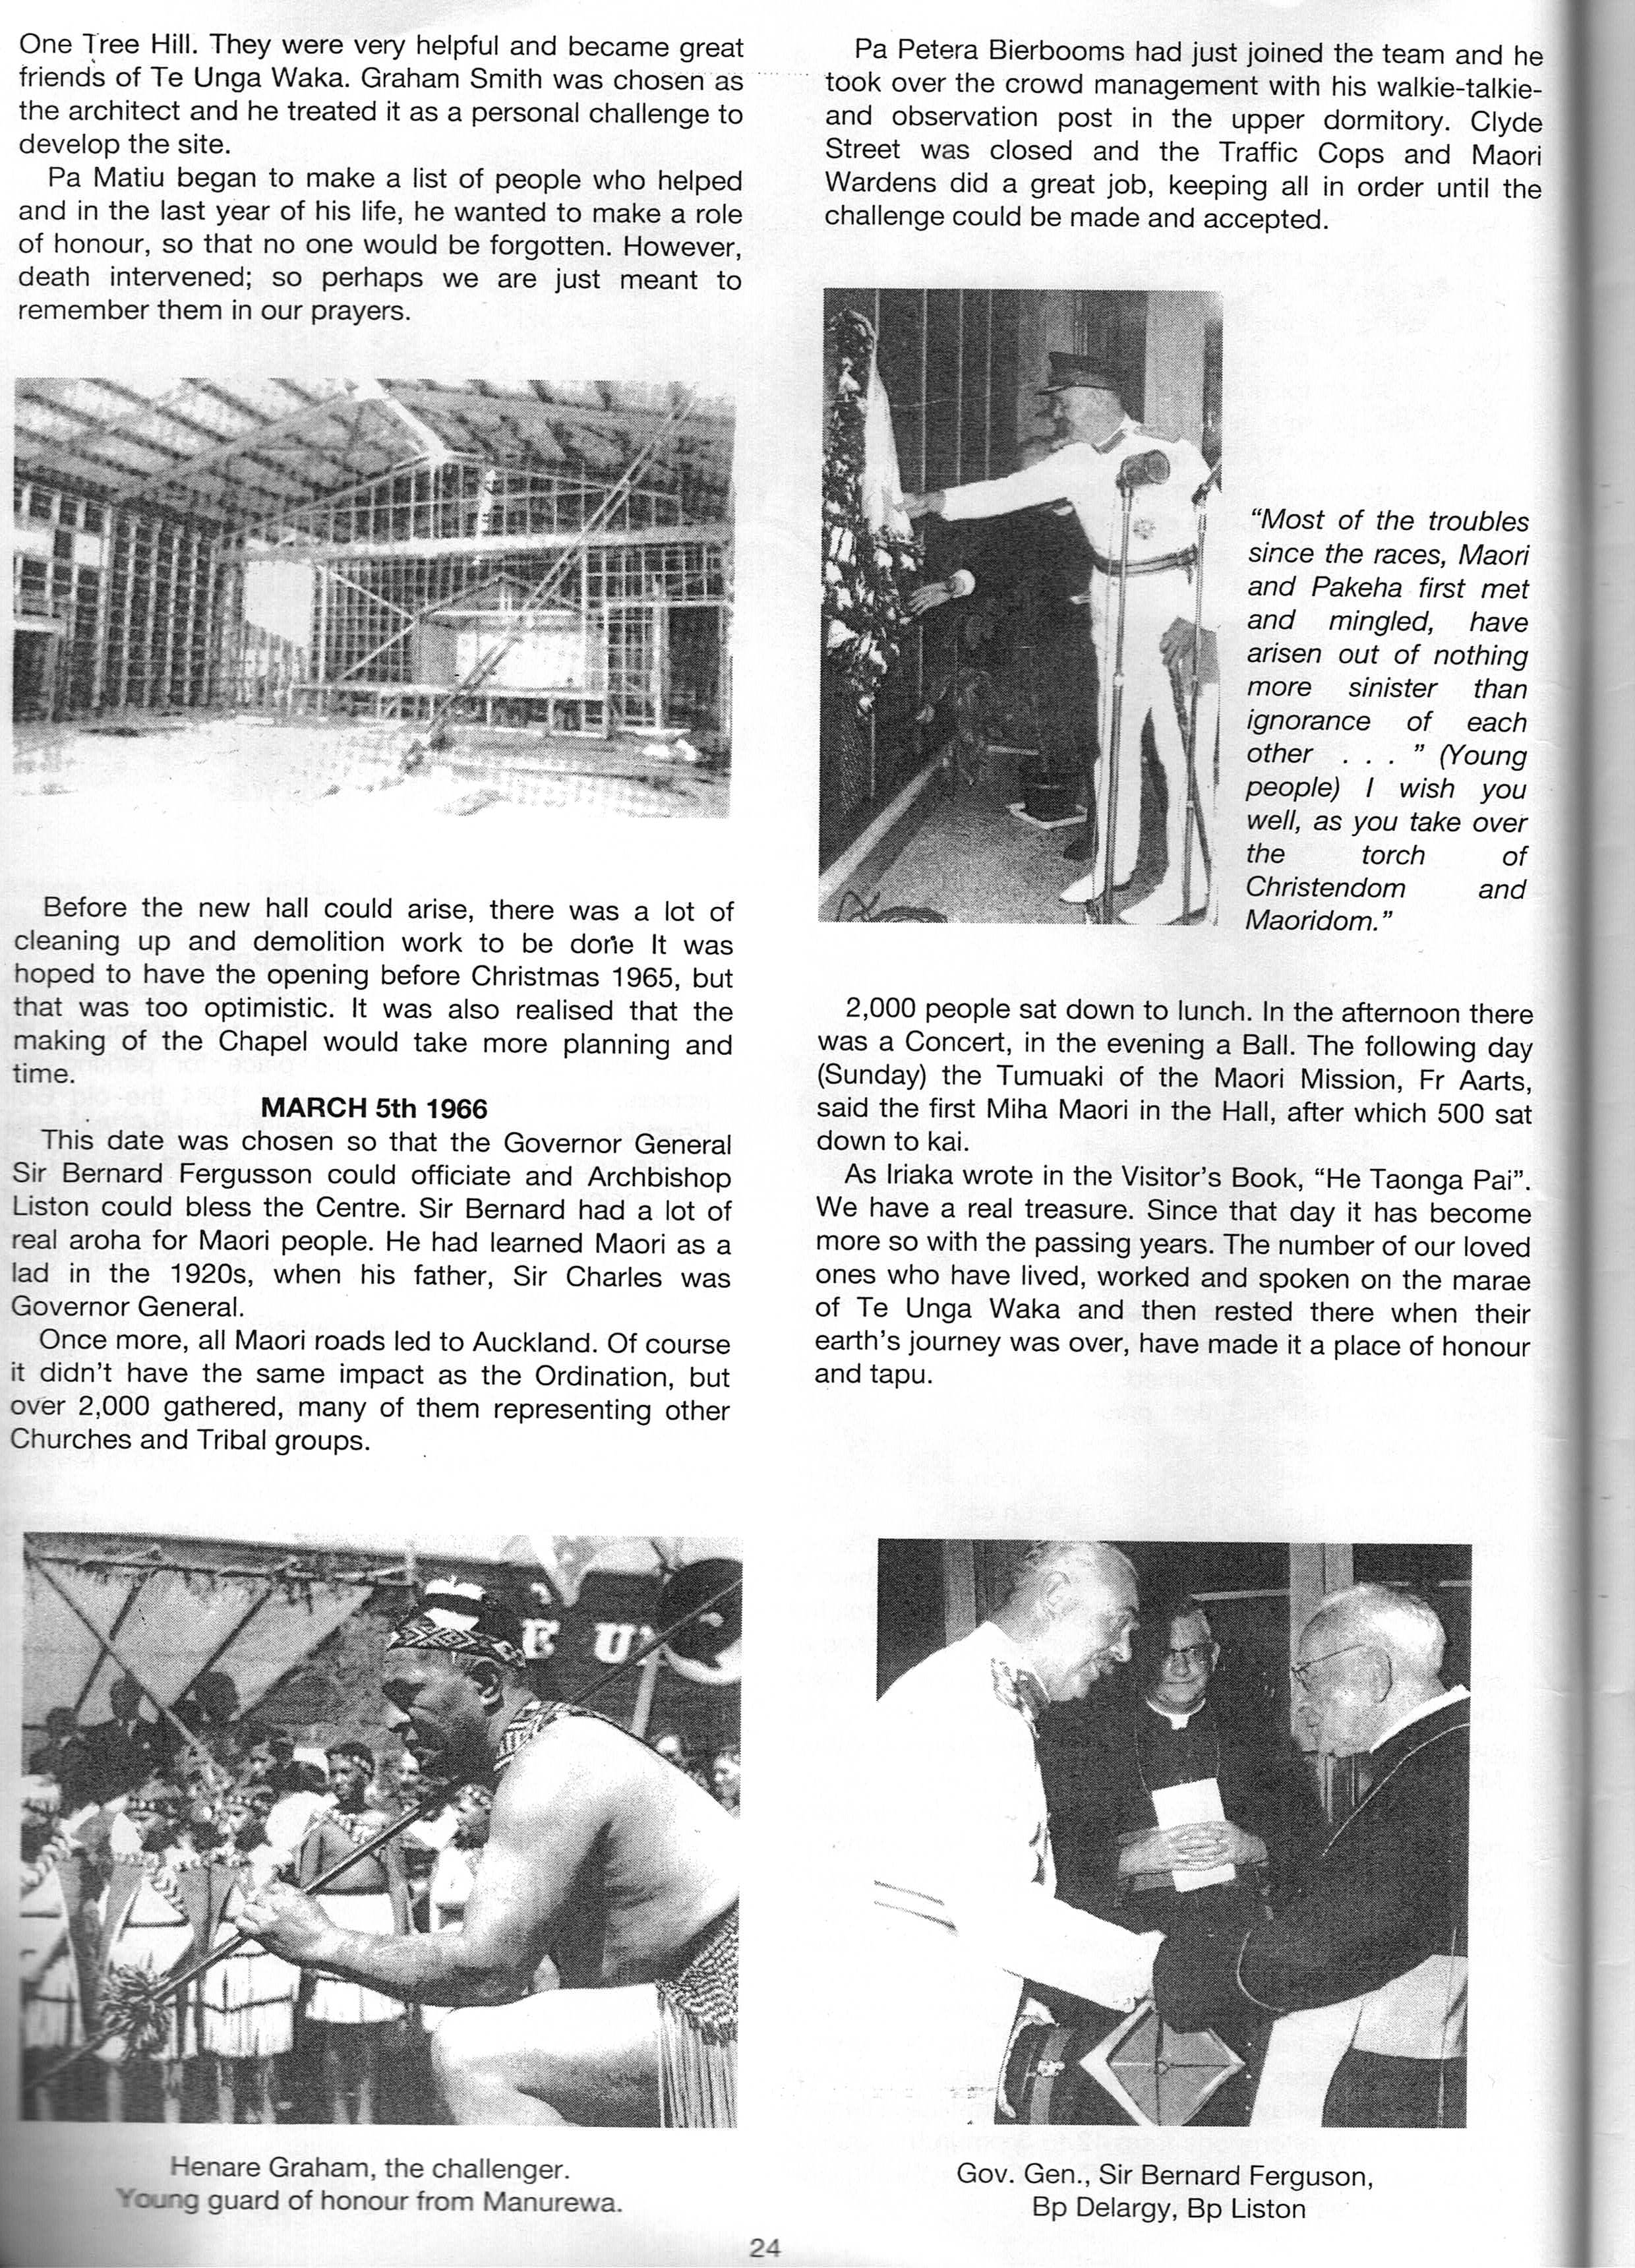 One Tree Hill. They were very helpful and became great
friends of Te Unga Waka. Graham Smith was chosen as
the architect and he treated it as a personal challenge to
develop the site.
Pa Matiu began to make a list of people who helped
and in the last year of his life, he wanted to make a role
of honour, so that no one would be forgotten. However,
death intervened; so perhaps we are just meant to
remember them in our prayers.
Before the new hall could arise, there was a lot of
cleaning up and demolition work to be done It was
hoped to have the opening before Christmas 1965, but
that was too optimistic. It was also realised that the
making of the Chapel would take more planning and
time.
MARCH 5th 1966
This date was chosen so that the Governor General
Sir Bernard Fergusson could officiate and Archbishop
Liston could bless the Centre. Sir Bernard had a lot of
real aroha for Maori people. He had learned Maori as a
lad in the 1920s, when his father, Sir Charles was
Governor General.
Once more, all Maori roads led to Auckland. Of course
it didn't have the same impact as the Ordination, but
over 2,000 gathered, many of them representing other
Churches and Tribal groups.
E U
Henare Graham, the challenger.
Young guard of honour from Manurewa.
Pa Petera Bierbooms had just joined the team and he
took over the crowd management with his walkie-talkie-
and observation post in the upper dormitory. Clyde
Street was closed and the Traffic Cops and Maori
Wardens did a great job, keeping all in order until the
challenge could be made and accepted.
"Most of the troubles
since the races, Maori
and Pakeha first met
and mingled, have
arisen out of nothing
more sinister than
ignorance of each
other . . . " (Young
people) I wish you
well, as you take over
the torch of
Christendom and
Maoridom."
2,000 people sat down to lunch. In the afternoon there
was a Concert, in the evening a Ball. The following day
(Sunday) the Tumuaki of the Maori Mission, Fr Aarts,
said the first Miha Maori in the Hall, after which 500 sat
down to kai.
As Iriaka wrote in the Visitor's Book, "He Taonga Pai".
We have a real treasure. Since that day it has become
more so with the passing years. The number of our loved
ones who have lived, worked and spoken on the marae
of Te Unga Waka and then rested there when their
earth's journey was over, have made it a place of honour
and tapu.
Gov. Gen., Sir Bernard Ferguson,
Bp Delargy, Bp Liston
24